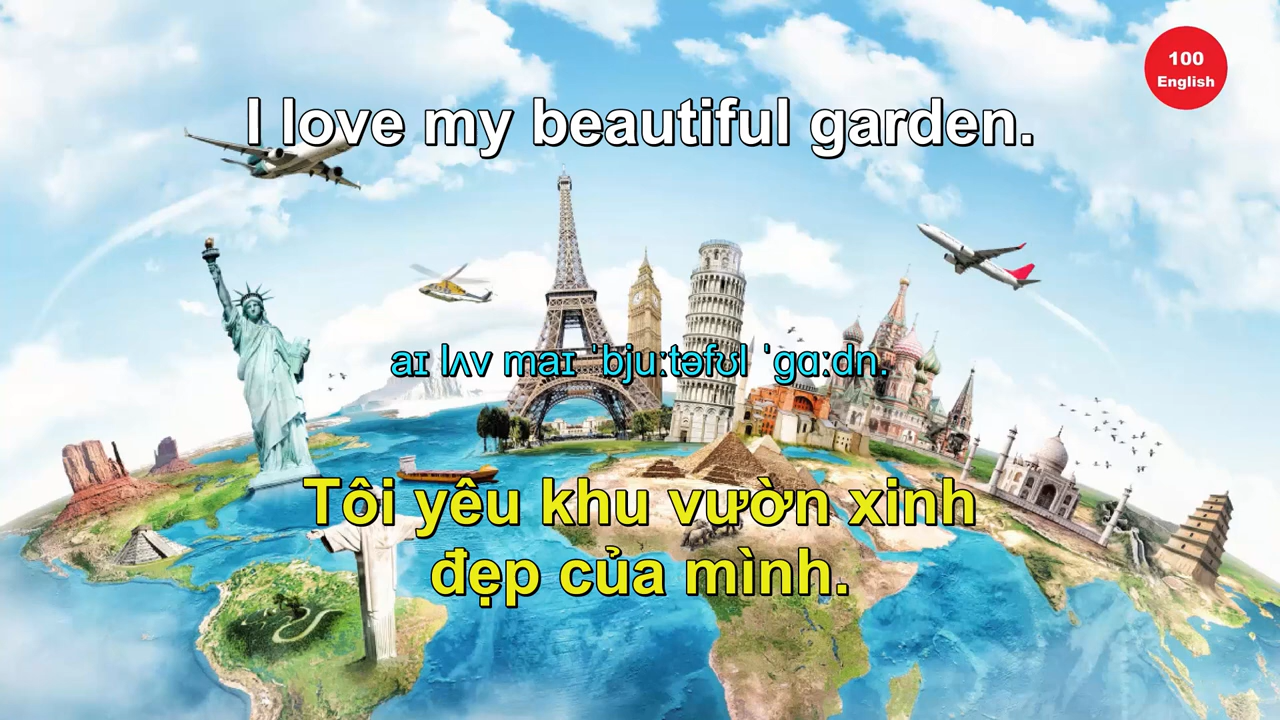 100
English
I love my beautiful garden.
aɪ lʌv maɪ ˈbjuːtəfʊl ˈɡɑːdn.
Tôi yêu khu vườn xinh
đẹp của mình.